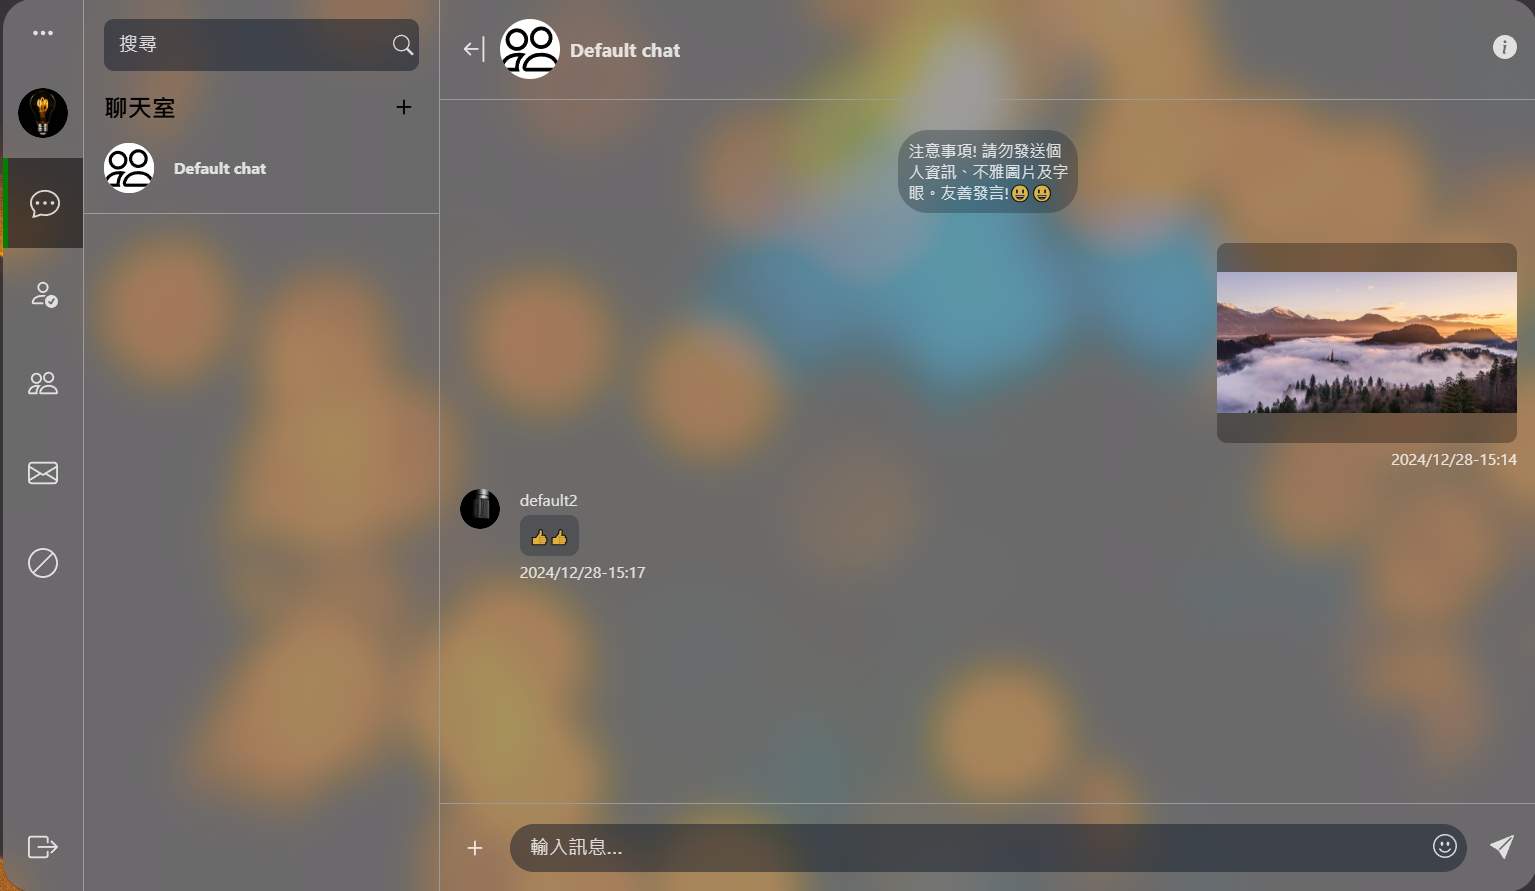 搜尋
聊天室
Default chat
Default chat
注意事項! 請勿發送個
人資訊、不雅圖片及字
眼。友善發言!😃😃
2024/12/28-15:14
default2
👍👍
2024/12/28-15:17
輸入訊息...